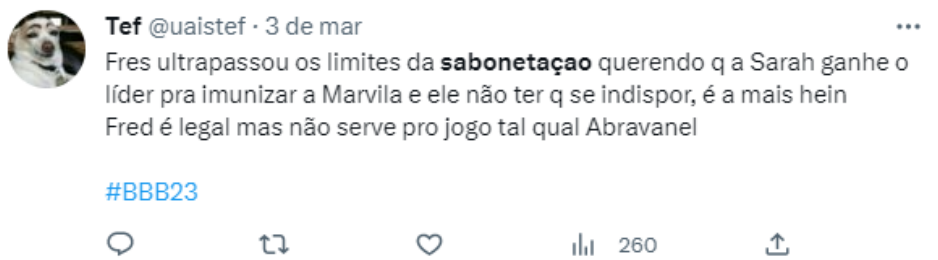 Tef @uaistef · 3 de mar
Fres ultrapassou os limites da sabonetaçao querendo q a Sarah ganhe o
líder pra imunizar a Marvila e ele não ter q se indispor, é a mais hein
Fred é legal mas não serve pro jogo tal qual Abravanel
#BBB23
260